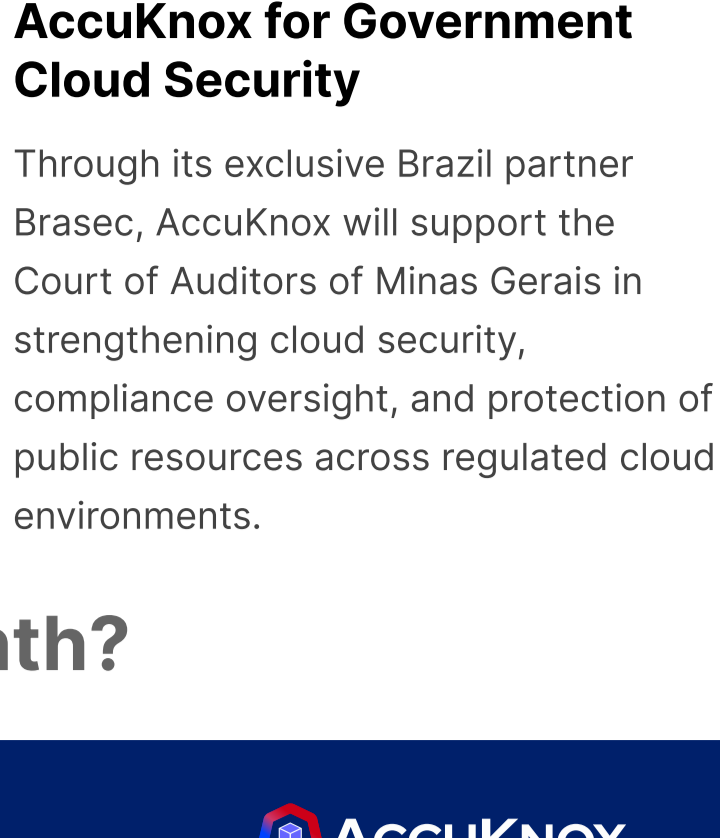 AccuKnox for Government
Cloud Security
Through its exclusive Brazil partner
Brasec, AccuKnox will support the
Court of Auditors of Minas Gerais in
strengthening cloud security,
compliance oversight, and protection of
public resources across regulated cloud
environments.
th?
ACCUKNOX